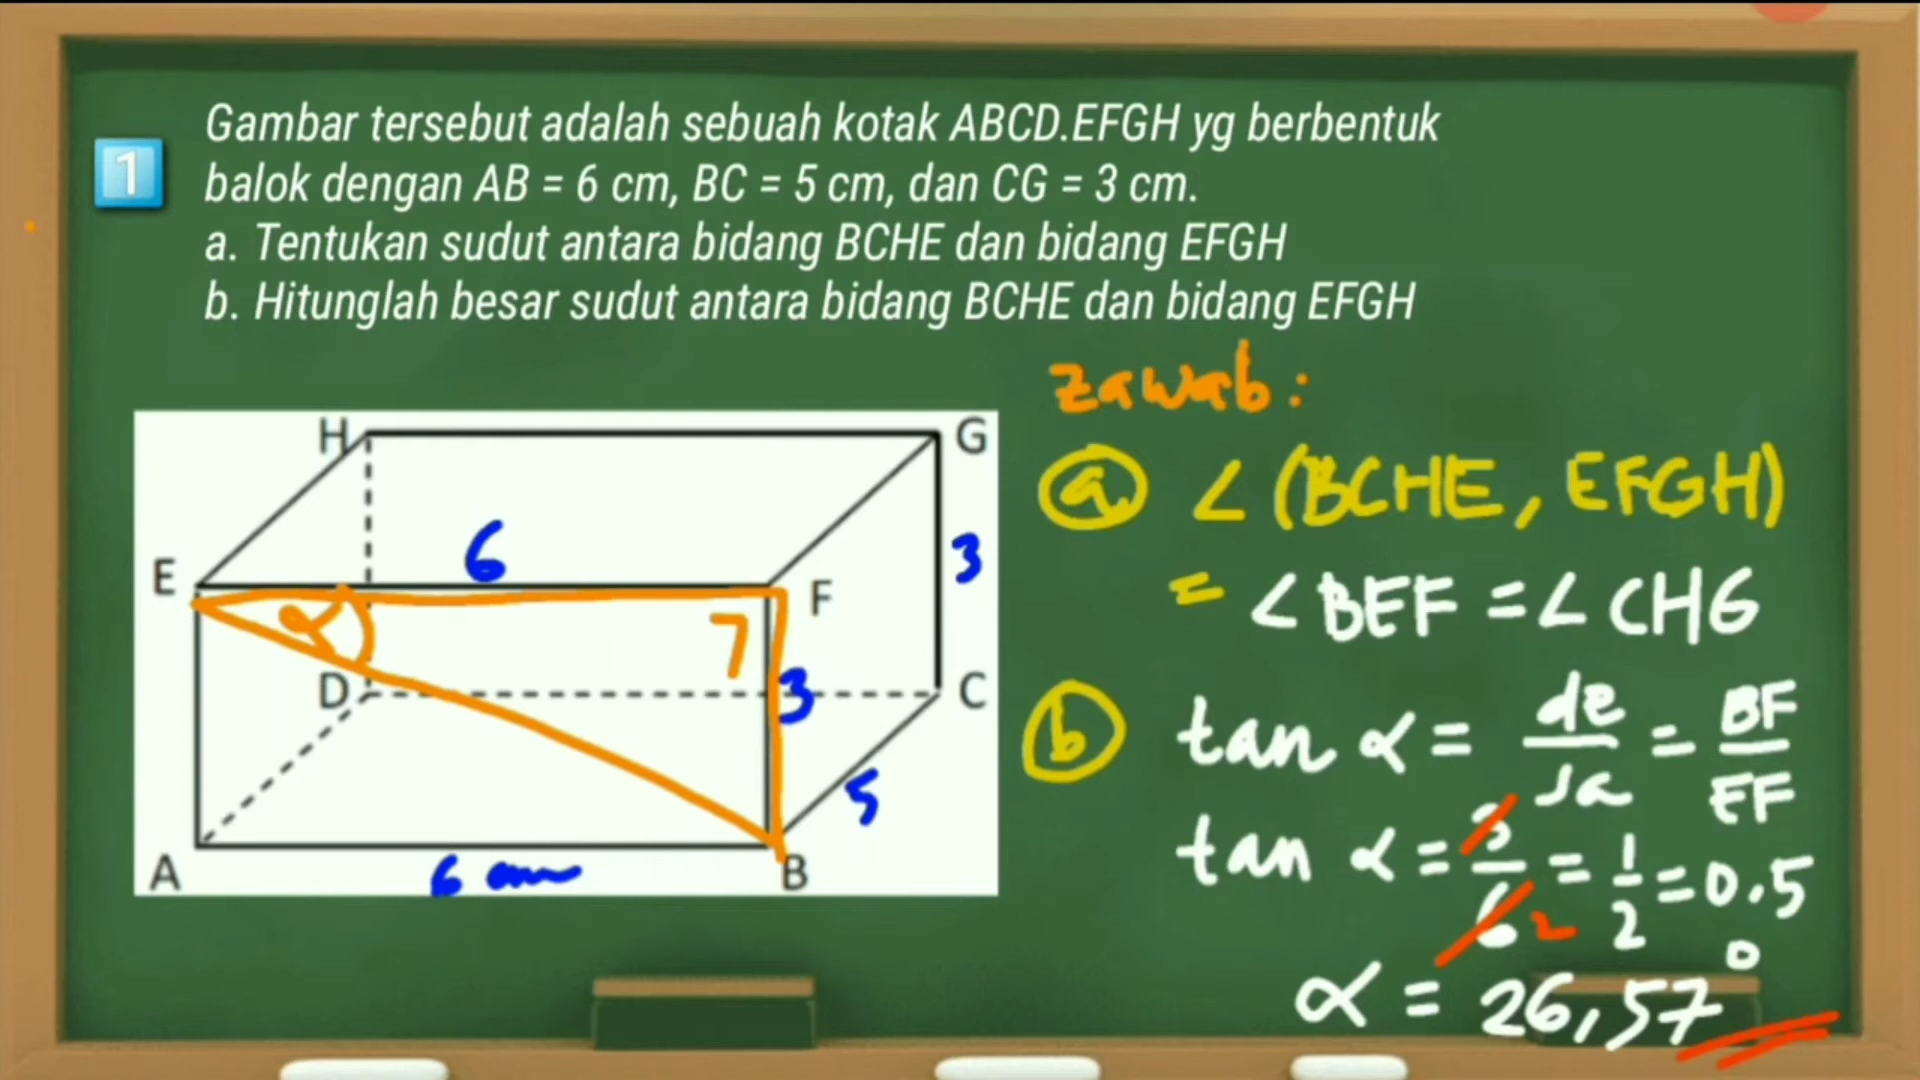 1
Gambar tersebut adalah sebuah kotak ABCD.EFGH yg berbentuk
balok dengan AB = 6 cm, BC = 5 cm, dan CG = 3 cm.
a. Tentukan sudut antara bidang BCHE dan bidang EFGH
b. Hitunglah besar sudut antara bidang BCHE dan bidang EFGH
H
G
6
3
E
F
α
D
3
C
5
A
6 cm
B
Jawab:
a. ∠ (BCHE, EFGH)
= ∠ BEF = ∠ CHG
b tan α = de/sa = BF/EF
tan α = 3/6 2 = 1/2 = 0.5
α = 26,57°